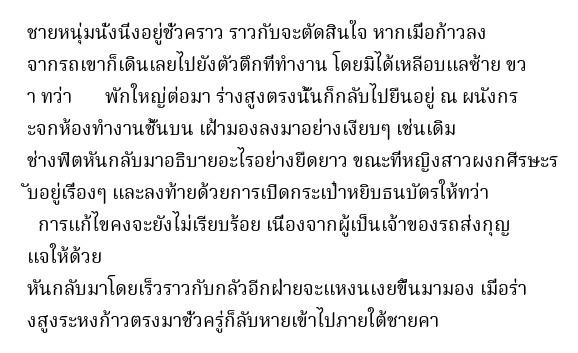 ชายหนุ่มนั่งนิ่งอยู่ชั่วคราว ราวกับจะตัดสินใจ หากเมื่อก้าวลง
จากรถเขาก็เดินเลยไปยังตัวตึกที่ทำงาน โดยมิได้เหลือบแลซ้าย ขว
า ทว่า พักใหญ่ต่อมา ร่างสูงตรงนั้นก็กลับไปยืนอยู่ ณ ผนังกร
ะจกห้องทำงานชั้นบน เฝ้ามองลงมาอย่างเงียบๆ เช่นเดิม
ช่างฟิตหันกลับมาอธิบายอะไรอย่างยืดยาว ขณะที่หญิงสาวผงกศีรษะร
ับอยู่เรื่อยๆ และลงท้ายด้วยการเปิดกระเป๋าหยิบธนบัตรให้ทว่า
การแก้ไขคงจะยังไม่เรียบร้อย เนื่องจากผู้เป็นเจ้าของรถส่งกุญ
แจให้ด้วย
หันกลับมาโดยเร็วราวกับกลัวอีกฝ่ายจะแหงนเงยขึ้นมามอง เมื่อร่า
งสูงระหงก้าวตรงมาชั่วครู่ก็ลับหายเข้าไปภายใต้ชายคา